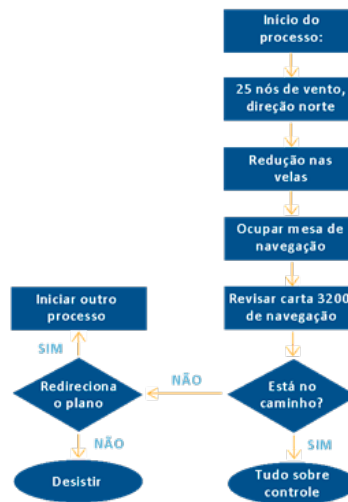 Início do
processo:
25 nós de vento,
direção norte
Redução nas
velas
Ocupar mesa de
navegação
Revisar carta 3200
de navegação
Está no
caminho?
SIM
Tudo sobre
controle
NÃO
Redireciona
o plano
SIM
Iniciar outro
processo
NÃO
Desistir